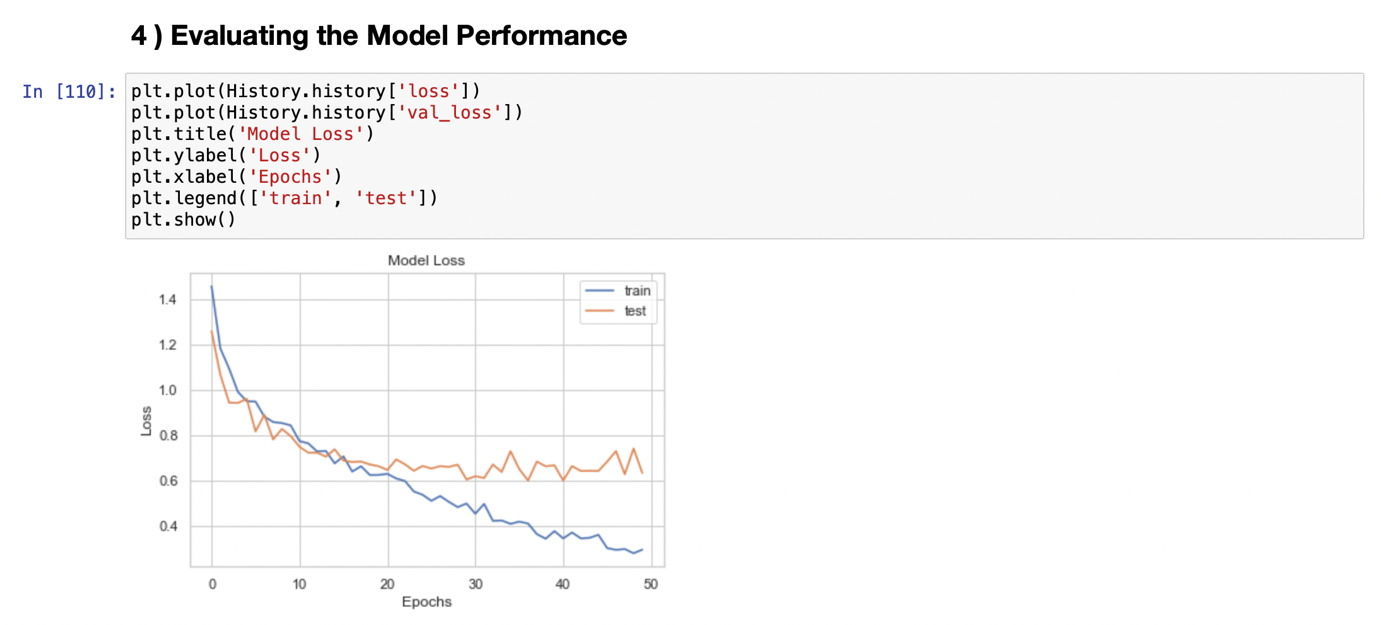 4 ) Evaluating the Model Performance
In [110]:
plt.plot(History.history['loss'])
plt.plot(History.history['val_loss'])
plt.title('Model Loss')
plt.ylabel('Loss')
plt.xlabel('Epochs')
plt.legend(['train', 'test'])
plt.show()
Model Loss
train
test
1.4
1.2
1.0
0.8
0.6
0.4
Loss
0 10 20 30 40 50
Epochs